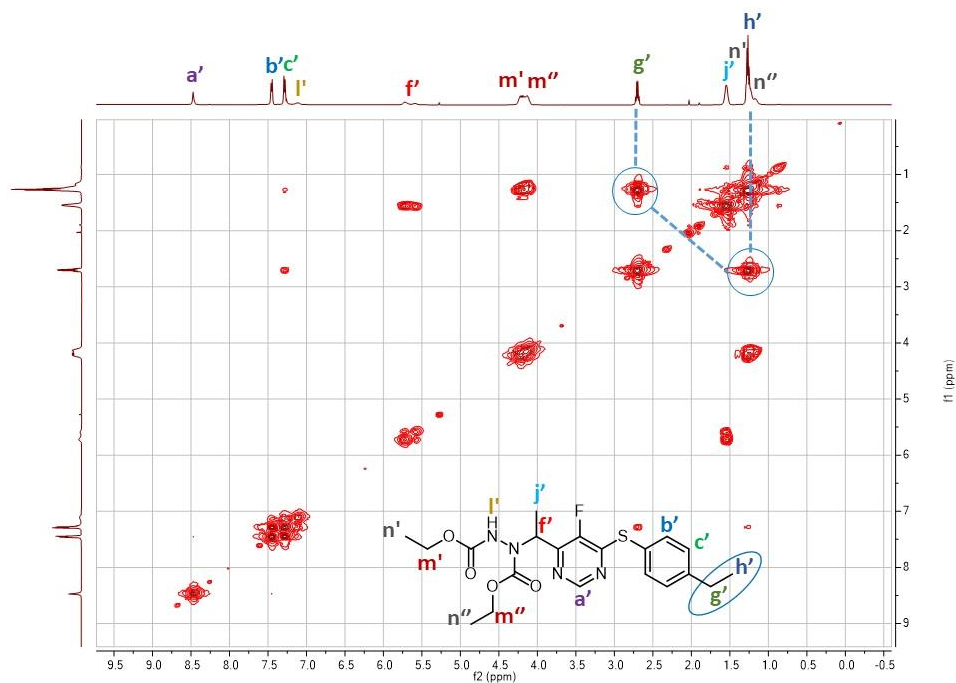 h'
n'
a' b' c' l' f' m' m'' g' j' n''
1
2
3
4
5
6
7
8
9
f1 (ppm)
j'
l'
H
F
n' O N f' S b'
m' O N c'
O O N N h'
n'' m'' a' g'
9.5 9.0 8.5 8.0 7.5 7.0 6.5 6.0 5.5 5.0 4.5 4.0 3.5 3.0 2.5 2.0 1.5 1.0 0.5 0.0 -0.5
f2 (ppm)